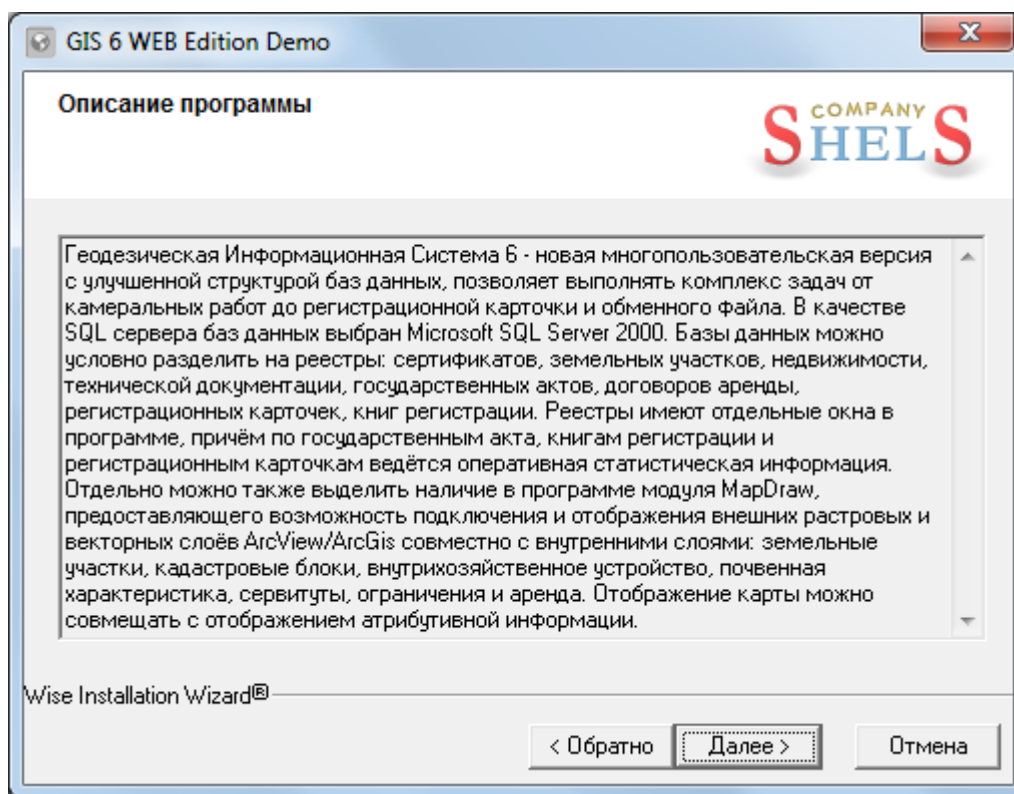 GIS 6 WEB Edition Demo
Описание программы
COMPANY
SHELS
Геодезическая Информационная Система 6 - новая многопользовательская версия
с улучшенной структурой баз данных, позволяет выполнять комплекс задач от
камеральных работ до регистрационной карточки и обменного файла. В качестве
SQL сервера баз данных выбран Microsoft SQL Server 2000. Базы данных можно
условно разделить на реестры: сертификатов, земельных участков, недвижимости,
технической документации, государственных актов, договоров аренды,
регистрационных карточек, книг регистрации. Реестры имеют отдельные окна в
программе, причём по государственным акта, книгам регистрации и
регистрационным карточкам ведётся оперативная статистическая информация.
Отдельно можно также выделить наличие в программе модуля MapDraw,
предоставляющего возможность подключения и отображения внешних растровых и
векторных слоёв ArcView/ArcGis совместно с внутренними слоями: земельные
участки, кадастровые блоки, внутрихозяйственное устройство, почвенная
характеристика, сервитуты, ограничения и аренда. Отображение карты можно
совмещать с отображением атрибутивной информации.
Wise Installation Wizard®
< Обратно
Далее >
Отмена